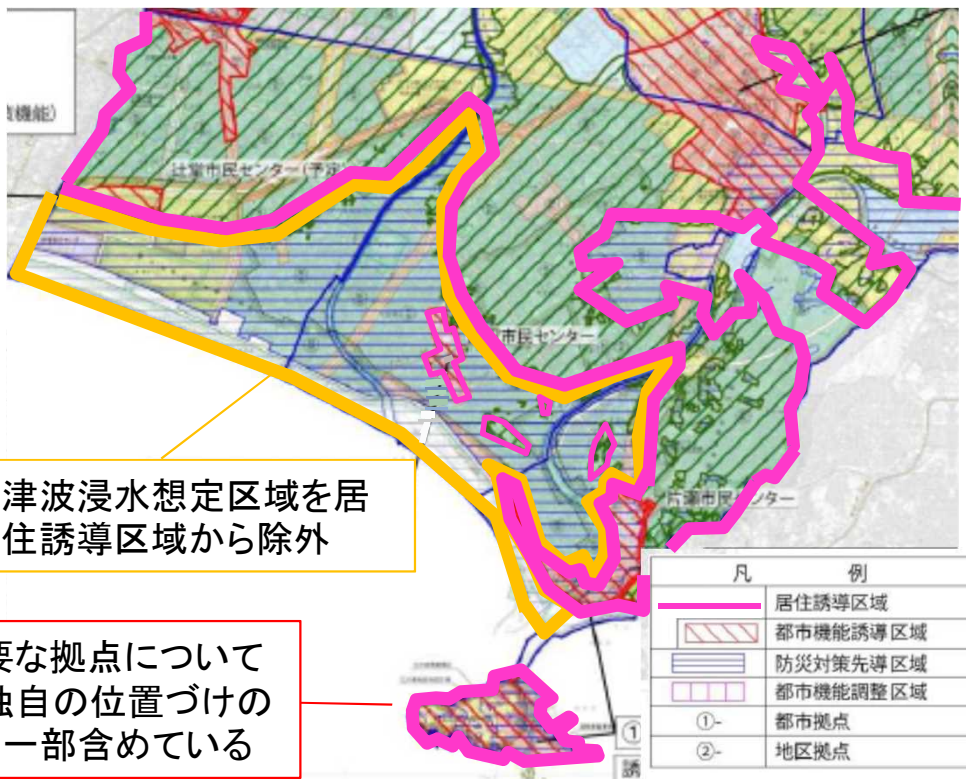 機能)
辻堂市民センター(予定)
市民センター
片瀬市民センター
津波浸水想定区域を居
住誘導区域から除外
要な拠点について
独自の位置づけの
一部含めている
凡 例
居住誘導区域
都市機能誘導区域
防災対策先導区域
都市機能調整区域
①- 都市拠点
②- 地区拠点
①
誘